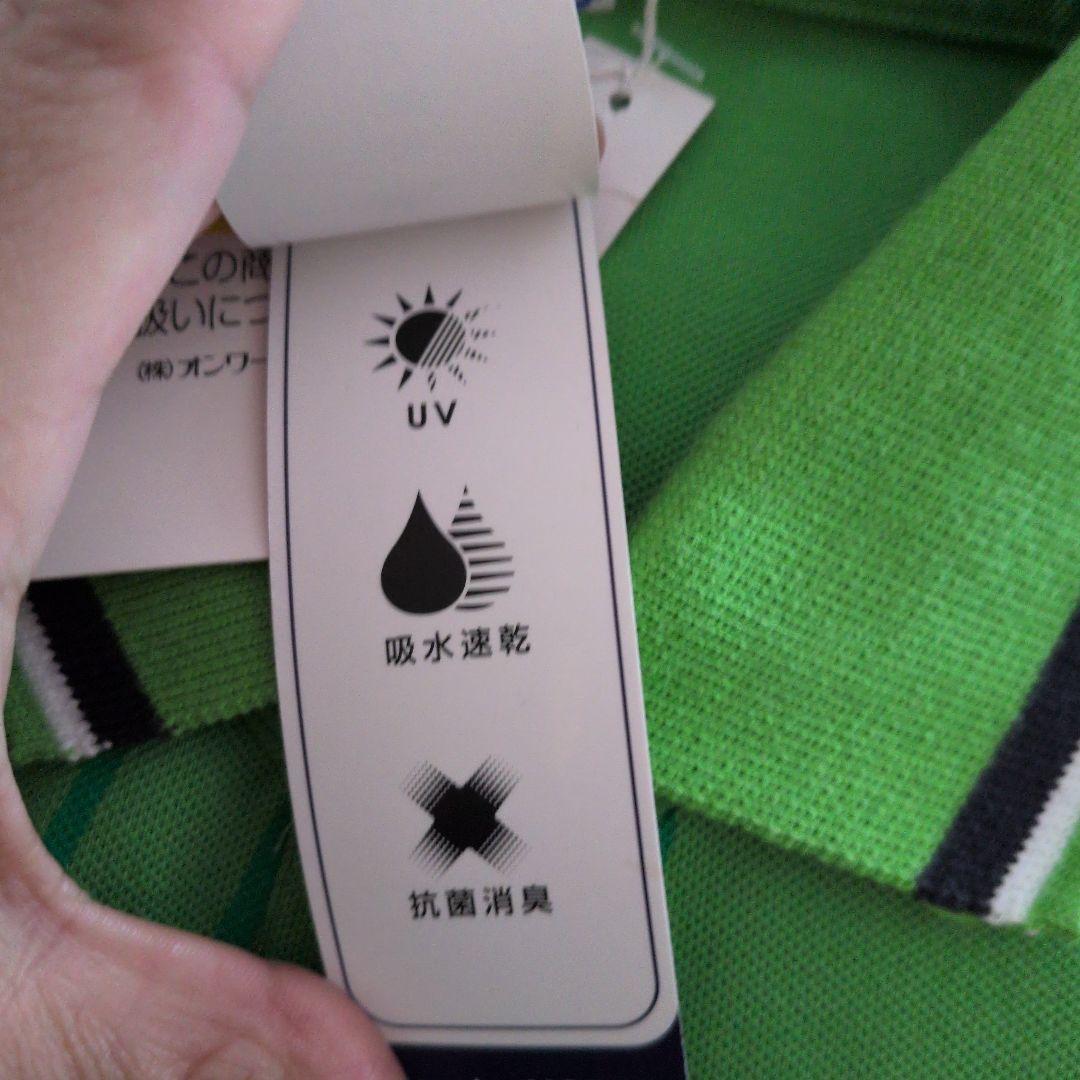 この商
扱いにつ
(株)オンワー
UV
吸水速乾
抗菌消臭